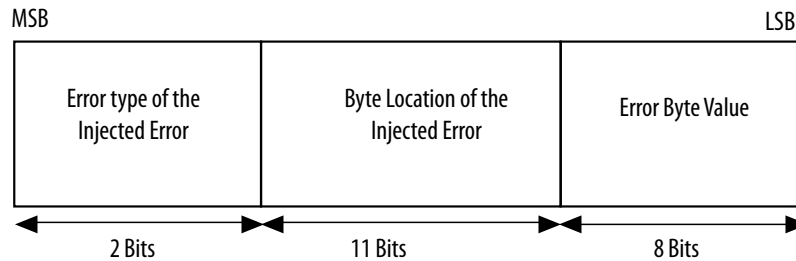 MSB
LSB
Error type of the
Injected Error
Byte Location of the
Injected Error
Error Byte Value
2 Bits
11 Bits
8 Bits